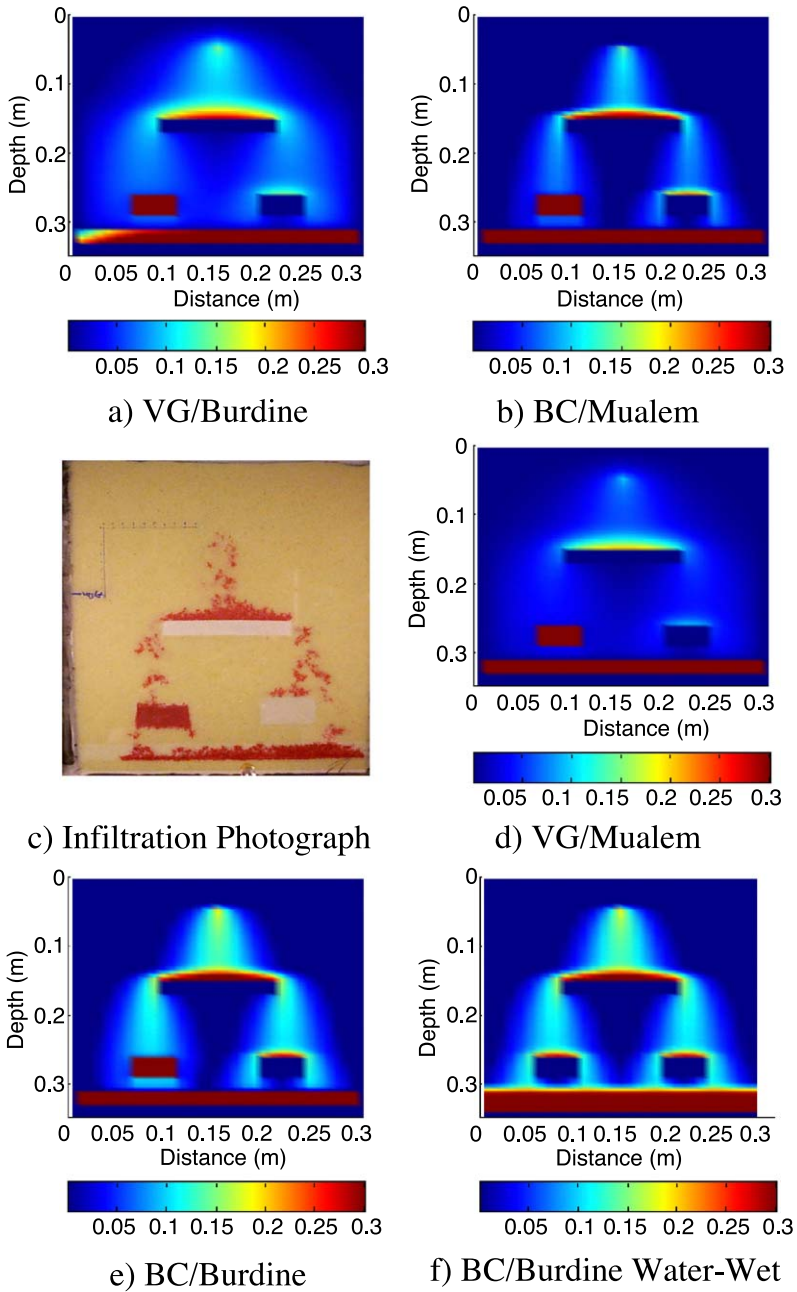 0
0.1
0.2
0.3
Depth (m)
0 0.05 0.1 0.15 0.2 0.25 0.3
Distance (m)
0.05 0.1 0.15 0.2 0.25 0.3
a) VG/Burdine
0
0.1
0.2
0.3
Depth (m)
0 0.05 0.10 0.15 0.2 0.25 0.3
Distance (m)
0.05 0.1 0.15 0.2 0.25 0.3
b) BC/Mualem
c) Infiltration Photograph
0
0.1
0.2
0.3
Depth (m)
0 0.05 0.1 0.15 0.2 0.25 0.3
Distance (m)
0.05 0.1 0.15 0.2 0.25 0.3
d) VG/Mualem
0
0.1
0.2
0.3
Depth (m)
0 0.05 0.1 0.15 0.2 0.25 0.3
Distance (m)
0.05 0.1 0.15 0.2 0.25 0.3
e) BC/Burdine
0
0.1
0.2
0.3
Depth (m)
0 0.05 0.1 0.15 0.2 0.25 0.3
Distance (m)
0.05 0.1 0.15 0.2 0.25 0.3
f) BC/Burdine Water-Wet